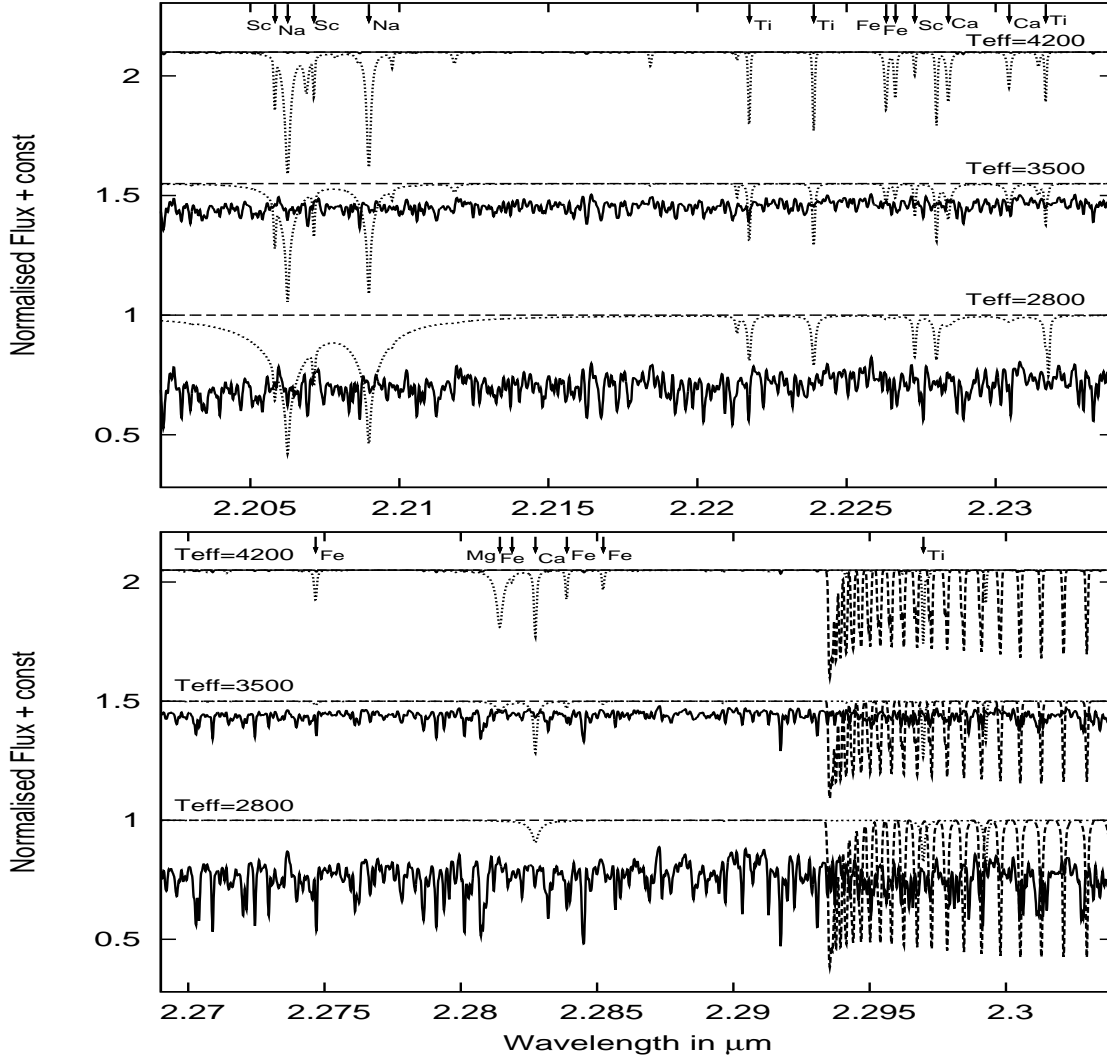 Sc Na Sc Na Ti Ti Fe Fe Sc Ca Ca Ti
Teff=4200
2
Teff=3500
1.5
Teff=2800
1
0.5
Normalised Flux + const
2.205 2.21 2.215 2.22 2.225 2.23
Teff=4200 Fe Mg Fe Ca Fe Fe Ti
2
Teff=3500
1.5
Teff=2800
1
0.5
Normalised Flux + const
2.27 2.275 2.28 2.285 2.29 2.295 2.3
Wavelength in μm